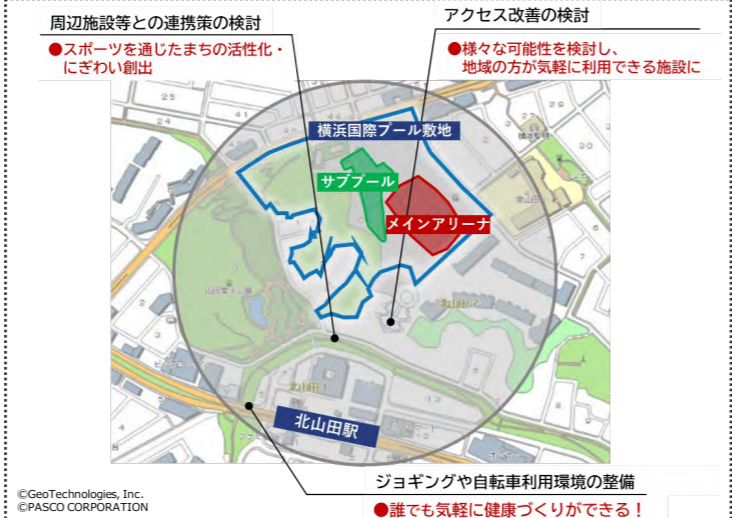 周辺施設等との連携策の検討
●スポーツを通じたまちの活性化・
にぎわい創出
アクセス改善の検討
●様々な可能性を検討し、
地域の方が気軽に利用できる施設に
横浜国際プール敷地
サブプール
メインアリーナ
北山田駅
ジョギングや自転車利用環境の整備
●誰でも気軽に健康づくりができる！
©GeoTechnologies, Inc.
©PASCO CORPORATION